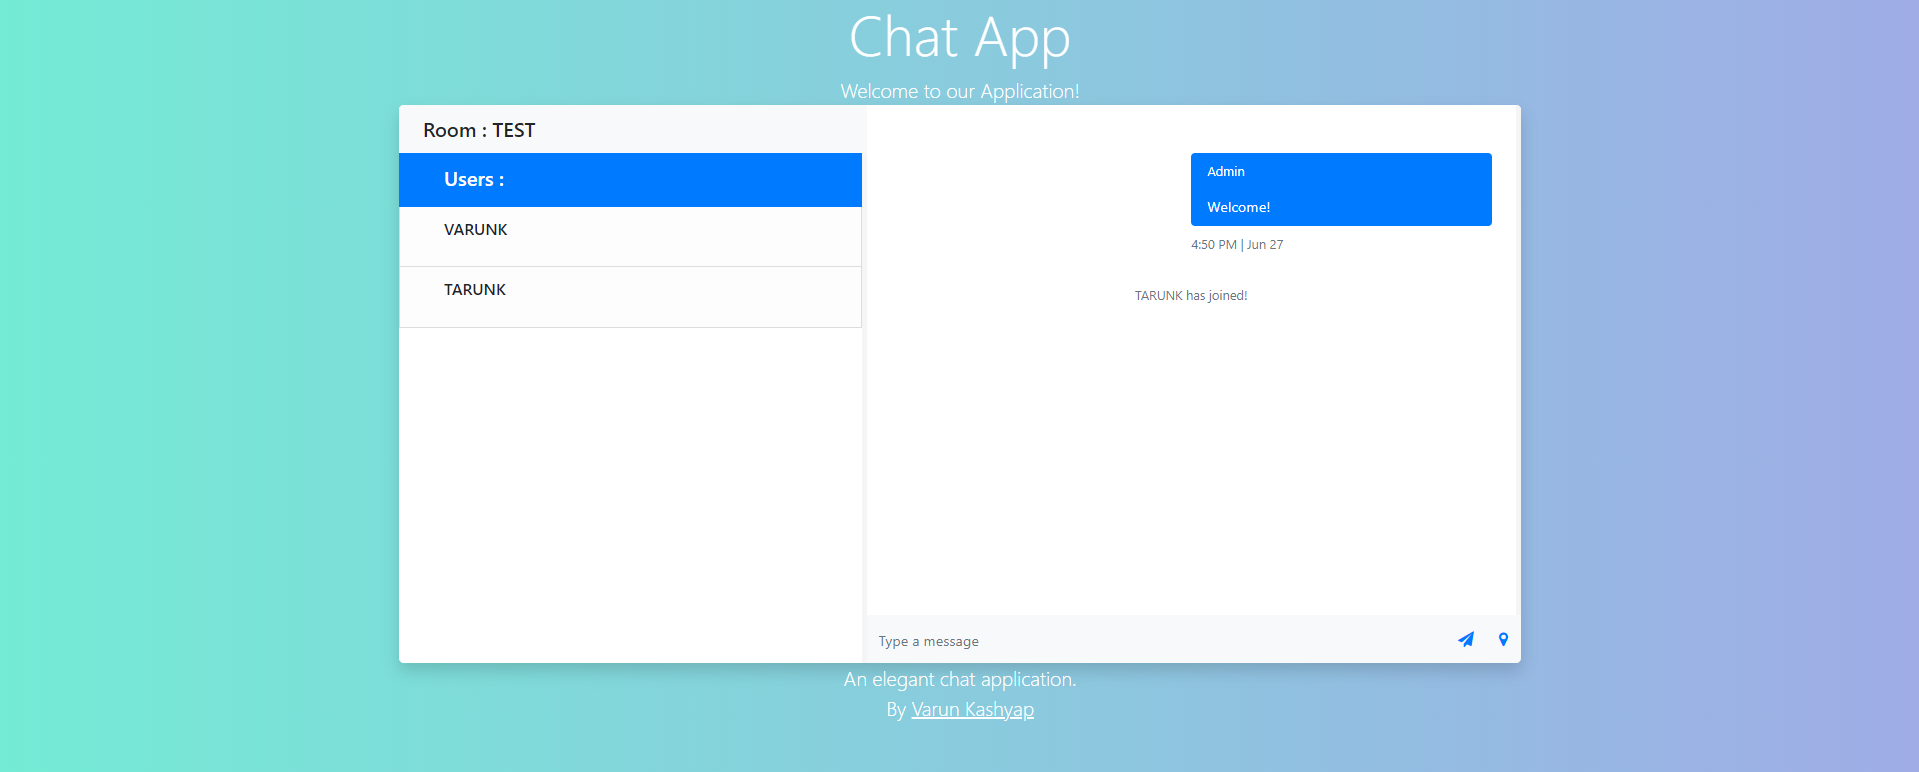 Chat App
Welcome to our Application!
Room : TEST
Users :
VARUNK
TARUNK
Admin
Welcome!
4:50 PM | Jun 27
TARUNK has joined!
Type a message
An elegant chat application.
By Varun Kashyap